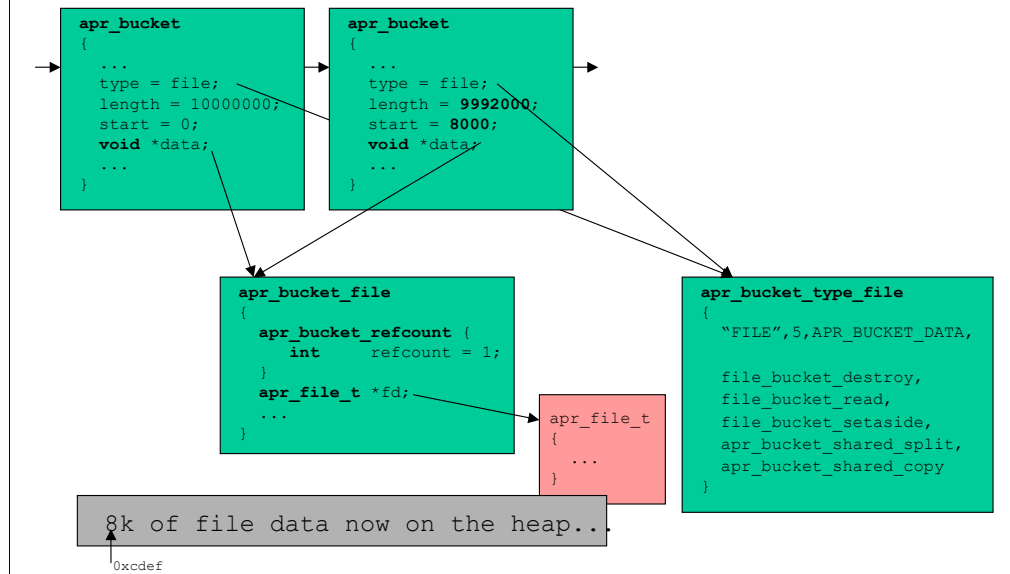 apr_bucket
{
...
type = file;
length = 10000000;
start = 0;
void *data;
...
}
apr_bucket
{
...
type = file;
length = 9992000;
start = 8000;
void *data;
...
}
apr_bucket_file
{
apr_bucket_refcount {
int refcount = 1;
}
apr_file_t *fd;
...
}
apr_file_t
{
...
}
apr_bucket_type_file
{
“FILE”,5,APR_BUCKET_DATA,
file_bucket_destroy,
file_bucket_read,
file_bucket_setaside,
apr_bucket_shared_split,
apr_bucket_shared_copy
}
8k of file data now on the heap...
0xcdef